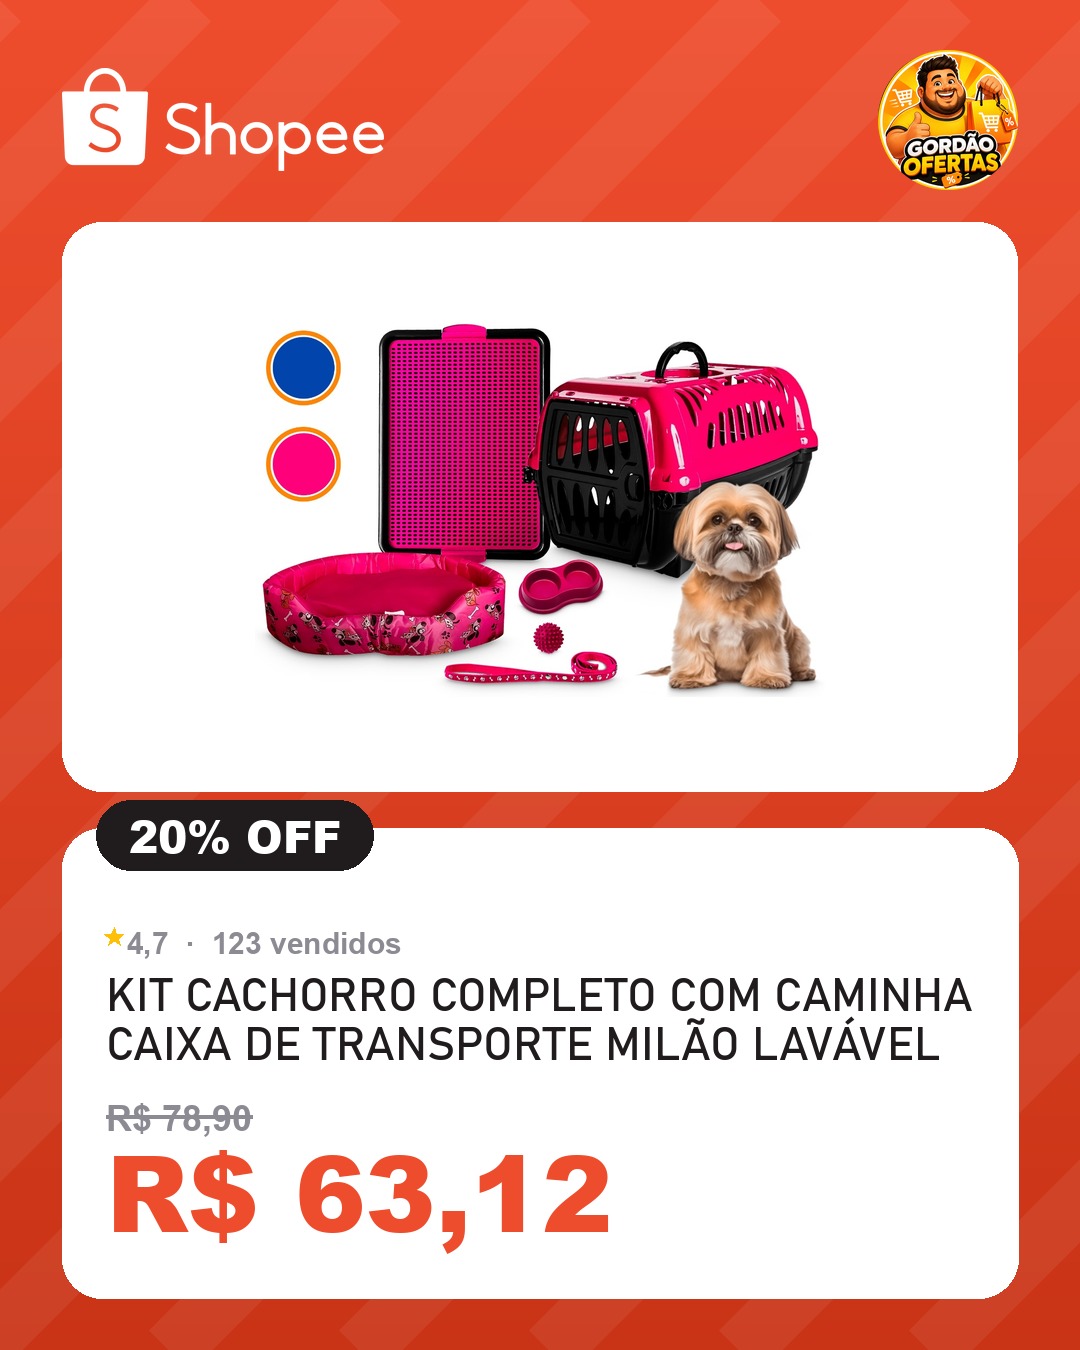 Shopee
GORDÃO
OFERTAS
20% OFF
4,7 · 123 vendidos
KIT CACHORRO COMPLETO COM CAMINHA
CAIXA DE TRANSPORTE MILÃO LAVÁVEL
R$ 78,90
R$ 63,12